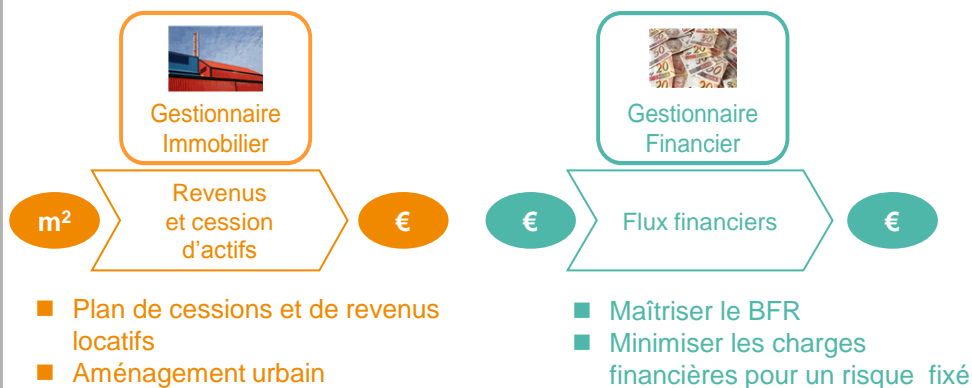 Gestionnaire
Immobilier
m²
Revenus
et cession
d'actifs
€
Plan de cessions et de revenus
locatifs
Aménagement urbain
Gestionnaire
Financier
€
Flux financiers
€
Maîtriser le BFR
Minimiser les charges
financières pour un risque fixé